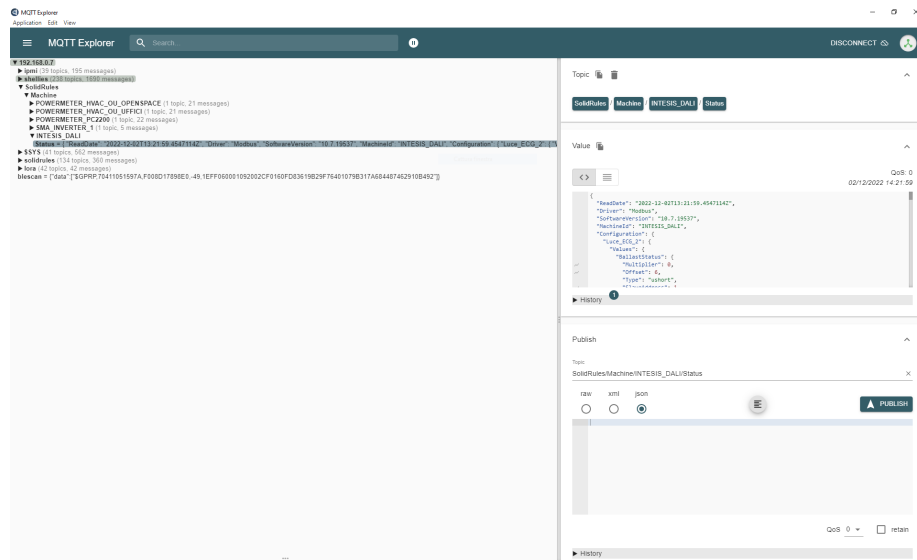 MQTT Explorer
Application Edit View
MQTT Explorer
Search...
DISCONNECT
▼ 192.168.0.7
▶ ipmi (39 topics, 195 messages)
▶ shellies (238 topics, 1690 messages)
▼ SolidRules
▼ Machine
▶ POWERMETER_HVAC_OU_OPENSPACE (1 topic, 21 messages)
▶ POWERMETER_HVAC_OU_UFFICI (1 topic, 21 messages)
▶ POWERMETER_PC2200 (1 topic, 22 messages)
▶ SMA_INVERTER_1 (1 topic, 5 messages)
▼ INTESIS_DALI
Status = {"ReadDate": "2022-12-02T13:21:59.4547114Z", "Driver": "Modbus", "SoftwareVersion": "10.7.19537", "MachineId": "INTESIS_DALI", "Configuration": { "Luce_ECG_2": {
▶ $SYS (41 topics, 562 messages)
▶ solidrules (134 topics, 360 messages)
▶ lora (42 topics, 42 messages)
blescan = {"data":["$GPRP,70411051597A,F008D17898E0,-49,1EFF060001092002CF0160FD83619B29F76401079B317A684487462910B492"]}
Topic
SolidRules / Machine / INTESIS_DALI / Status
Value
QoS: 0
02/12/2022 14:21:59
{
"ReadDate": "2022-12-02T13:21:59.4547114Z",
"Driver": "Modbus",
"SoftwareVersion": "10.7.19537",
"MachineId": "INTESIS_DALI",
"Configuration": {
"Luce_ECG_2": {
"Values": {
"BallastStatus": {
"Multiplier": 0,
"Offset": 6,
"Type": "ushort",
▶ History 1
Publish
Topic
SolidRules/Machine/INTESIS_DALI/Status
raw xml json
PUBLISH
QoS 0 retain
▶ History